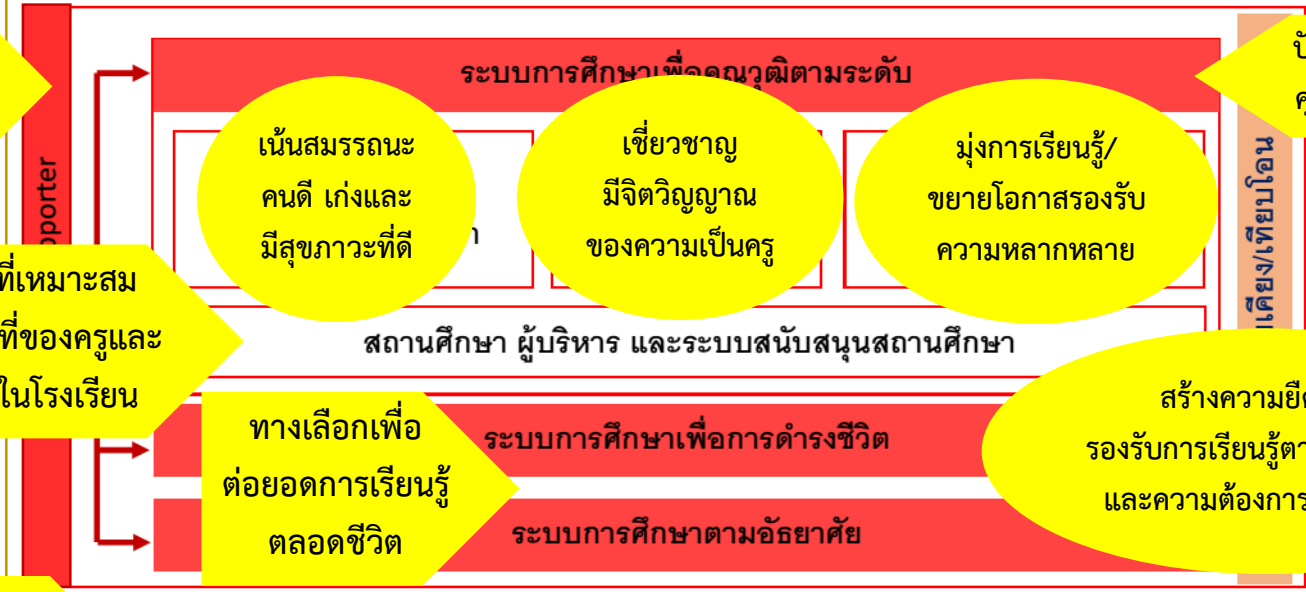 ระบบการศึกษาเพื่อคุณวุฒิตามระดับ
เน้นสมรรถนะ
คนดี เก่งและ
มีสุขภาวะที่ดี
เชี่ยวชาญ
มีจิตวิญญาณ
ของความเป็นครู
มุ่งการเรียนรู้/
ขยายโอกาสรองรับ
ความหลากหลาย
สถานศึกษา ผู้บริหาร และระบบสนับสนุนสถานศึกษา
ที่เหมาะสม
ที่ของครูและ
ในโรงเรียน
ทางเลือกเพื่อ
ต่อยอดการเรียนรู้
ตลอดชีวิต
ระบบการศึกษาเพื่อการดำรงชีวิต
ระบบการศึกษาตามอัธยาศัย
สร้างความยืด
รองรับการเรียนรู้ตา
และความต้องการ
porter
เคียง/เทียบโอน